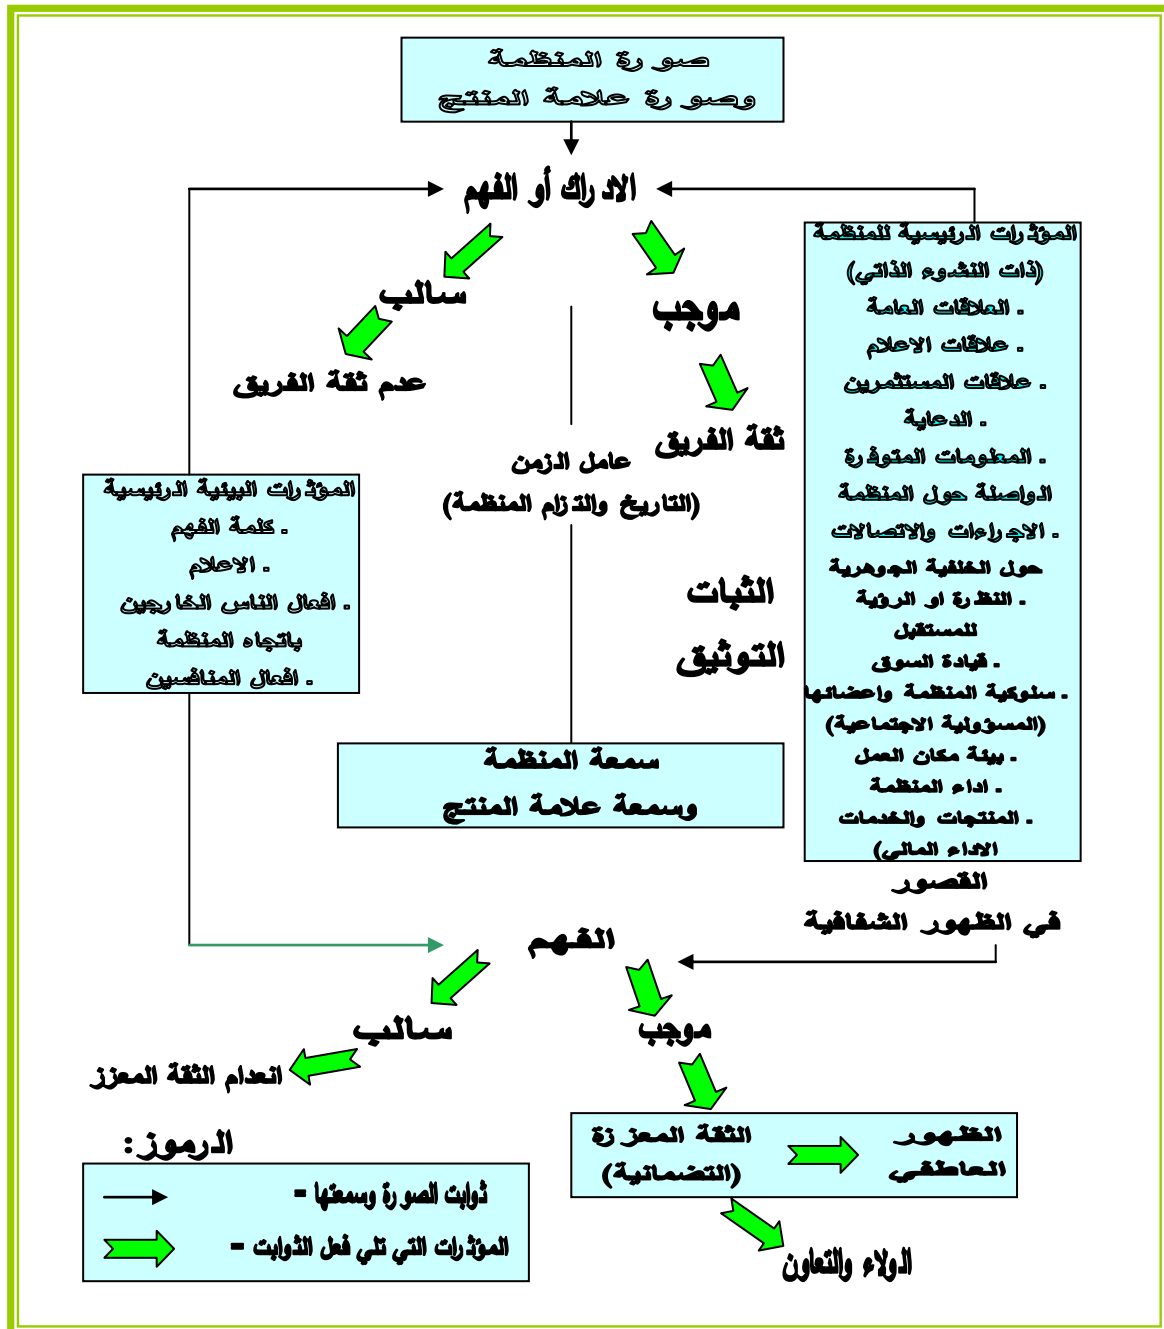 صورة المنظمة
وصورة علامة المنتج
الادراك أو الفهم
سالب
موجب
عدم ثقة الفريق
ثقة الفريق
عامل الزمن
(التاريخ والتزام المنظمة)
الثبات
التوثيق
المؤثرات الرئيسية للمنظمة
(ذات النشوء الذاتي)
. العلاقات العامة
. علاقات الاعلام
. علاقات المستثمرين
. الدعاية
. المعلومات المتوفرة
الواصلة حول المنظمة
. الاجراءات والاتصالات
حول الخلفية الجوهرية
. النظرة او الرؤية
للمستقبل
. قيادة السوق
. سلوكية المنظمة واعضائها
(المسؤولية الاجتماعية)
. بيئة مكان العمل
. اداء المنظمة
. المنتجات والخدمات
الاداء المالي)
القصور
في الظهور الشفافية
المؤثرات البيئية الرئيسية
. كلمة الفهم
. الاعلام
. افعال الناس الخارجين
باتجاه المنظمة
. افعال المنافسين
سمعة المنظمة
وسمعة علامة المنتج
الفهم
سالب
موجب
انعدام الثقة المعزز
الثقة المعززة
(التضمانية)
الظهور
العاطفي
الولاء والتعاون
الرموز:
ثوابت الصورة وسمعتها =
المؤثرات التي تلي فعل الثوابت =